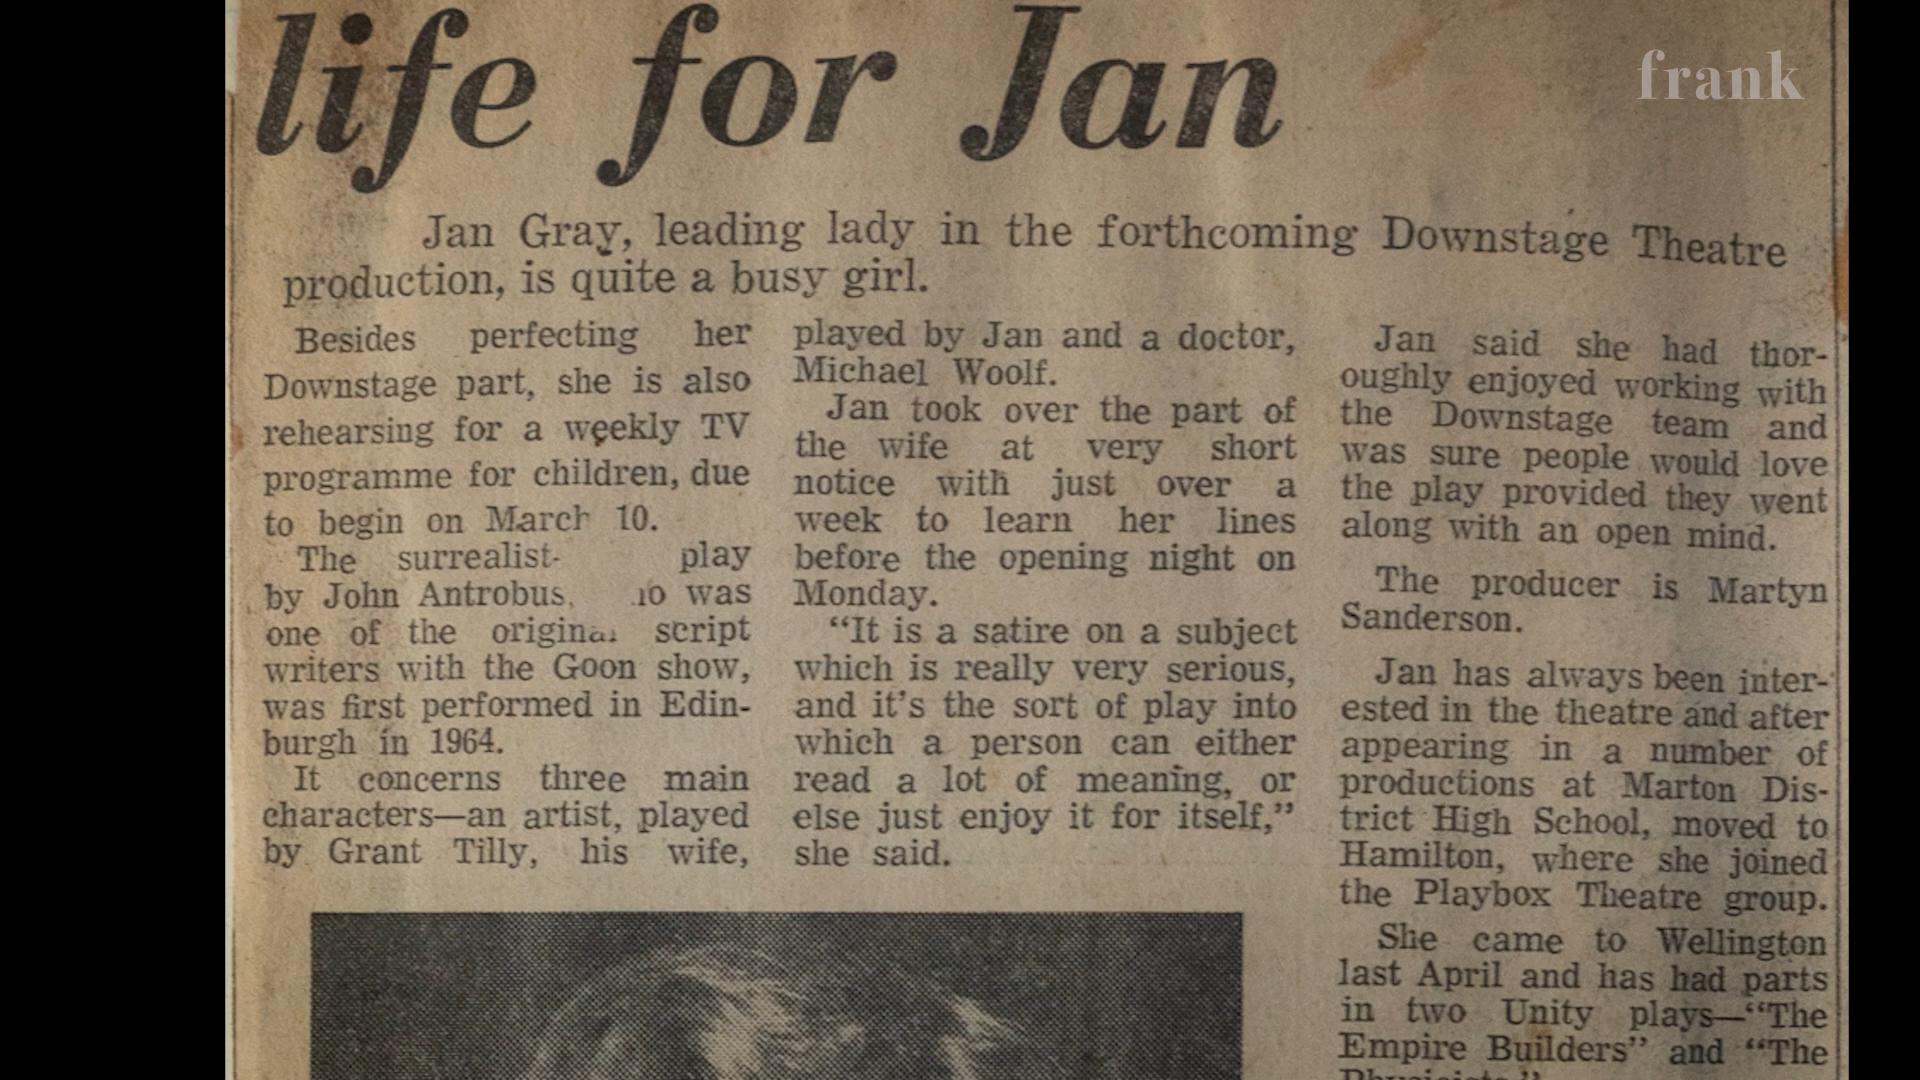 life for Jan
frank
Jan Gray, leading lady in the forthcoming Downstage Theatre
production, is quite a busy girl.
Besides perfecting her
Downstage part, she is also
rehearsing for a weekly TV
programme for children, due
to begin on March 10.
The surrealist- play
by John Antrobus, was
one of the original script
writers with the Goon show,
was first performed in Edin-
burgh in 1964.
It concerns three main
characters—an artist, played
by Grant Tilly, his wife,
played by Jan and a doctor,
Michael Woolf.
Jan took over the part of
the wife at very short
notice with just over a
week to learn her lines
before the opening night on
Monday.
“It is a satire on a subject
which is really very serious,
and it’s the sort of play into
which a person can either
read a lot of meaning, or
else just enjoy it for itself,”
she said.
Jan said she had thor-
oughly enjoyed working with
the Downstage team and
was sure people would love
the play provided they went
along with an open mind.
The producer is Martyn
Sanderson.
Jan has always been inter-
ested in the theatre and after
appearing in a number of
productions at Marton Dis-
trict High School, moved to
Hamilton, where she joined
the Playbox Theatre group.
She came to Wellington
last April and has had parts
in two Unity plays—“The
Empire Builders” and “The